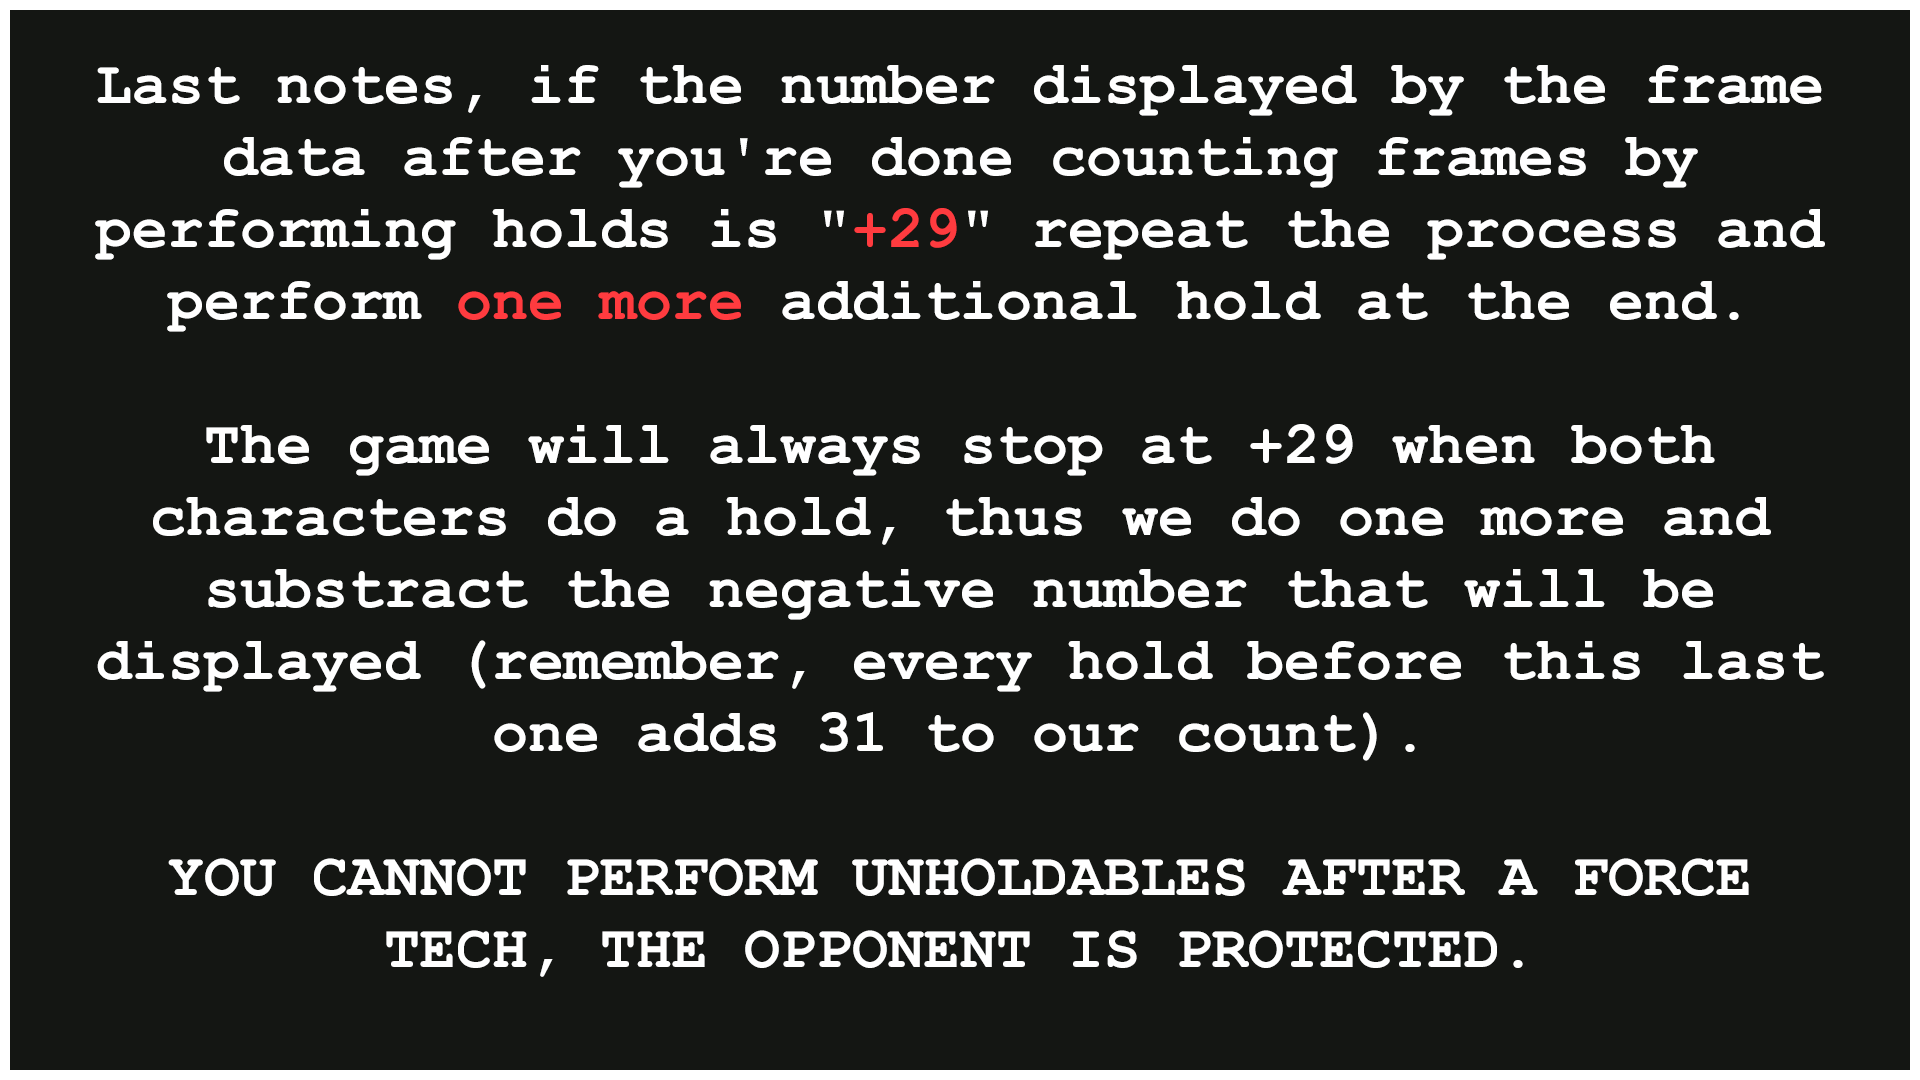 Last notes, if the number displayed by the frame
data after you're done counting frames by
performing holds is "+29" repeat the process and
perform one more additional hold at the end.
The game will always stop at +29 when both
characters do a hold, thus we do one more and
substract the negative number that will be
displayed (remember, every hold before this last
one adds 31 to our count).
YOU CANNOT PERFORM UNHOLDABLES AFTER A FORCE
TECH, THE OPPONENT IS PROTECTED.